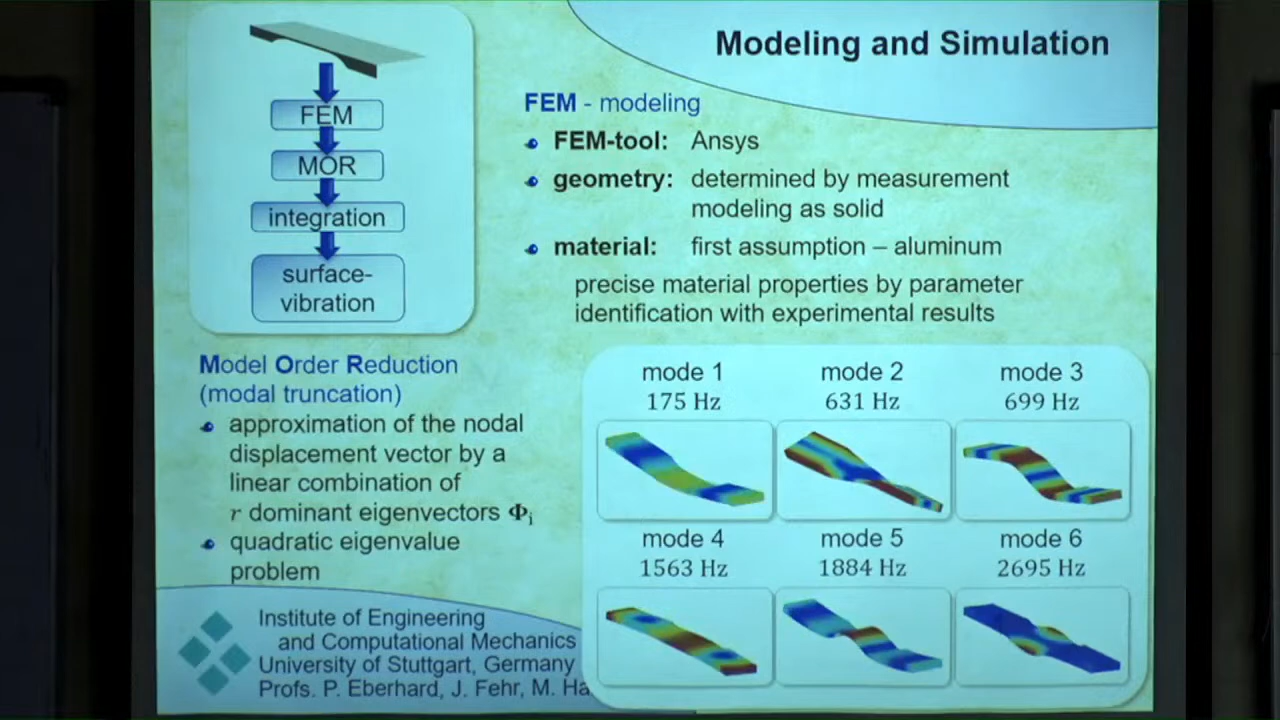 Modeling and Simulation
FEM
MOR
integration
surface-
vibration
FEM - modeling
FEM-tool: Ansys
geometry: determined by measurement
modeling as solid
material: first assumption – aluminum
precise material properties by parameter
identification with experimental results
Model Order Reduction
(modal truncation)
approximation of the nodal
displacement vector by a
linear combination of
r dominant eigenvectors Φi
quadratic eigenvalue
problem
mode 1 mode 2 mode 3
175 Hz 631 Hz 699 Hz
mode 4 mode 5 mode 6
1563 Hz 1884 Hz 2695 Hz
Institute of Engineering
and Computational Mechanics
University of Stuttgart, Germany
Profs. P. Eberhard, J. Fehr, M.